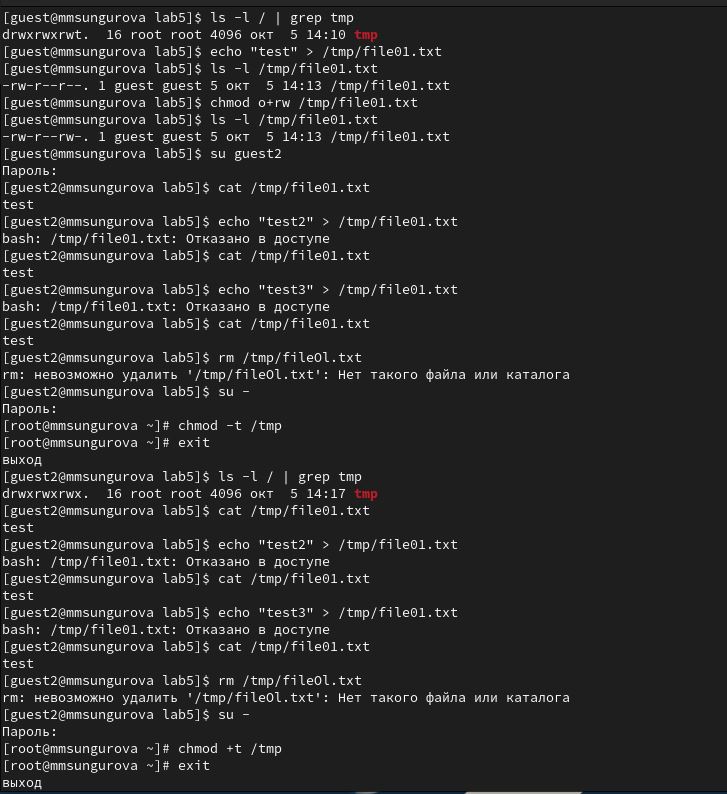 [guest@mmsungurova lab5]$ ls -l / | grep tmp
drwxrwxrwt.  16 root root 4096 окт  5 14:10 tmp
[guest@mmsungurova lab5]$ echo "test" > /tmp/file01.txt
[guest@mmsungurova lab5]$ ls -l /tmp/file01.txt
-rw-r--r--. 1 guest guest 5 окт  5 14:13 /tmp/file01.txt
[guest@mmsungurova lab5]$ chmod o+rw /tmp/file01.txt
[guest@mmsungurova lab5]$ ls -l /tmp/file01.txt
-rw-r--rw-. 1 guest guest 5 окт  5 14:13 /tmp/file01.txt
[guest@mmsungurova lab5]$ su guest2
Пароль:
[guest2@mmsungurova lab5]$ cat /tmp/file01.txt
test
[guest2@mmsungurova lab5]$ echo "test2" > /tmp/file01.txt
bash: /tmp/file01.txt: Отказано в доступе
[guest2@mmsungurova lab5]$ cat /tmp/file01.txt
test
[guest2@mmsungurova lab5]$ echo "test3" > /tmp/file01.txt
bash: /tmp/file01.txt: Отказано в доступе
[guest2@mmsungurova lab5]$ cat /tmp/file01.txt
test
[guest2@mmsungurova lab5]$ rm /tmp/fileOl.txt
rm: невозможно удалить '/tmp/fileOl.txt': Нет такого файла или каталога
[guest2@mmsungurova lab5]$ su -
Пароль:
[root@mmsungurova ~]# chmod -t /tmp
[root@mmsungurova ~]# exit
выход
[guest2@mmsungurova lab5]$ ls -l / | grep tmp
drwxrwxrwx.  16 root root 4096 окт  5 14:17 tmp
[guest2@mmsungurova lab5]$ cat /tmp/file01.txt
test
[guest2@mmsungurova lab5]$ echo "test2" > /tmp/file01.txt
bash: /tmp/file01.txt: Отказано в доступе
[guest2@mmsungurova lab5]$ cat /tmp/file01.txt
test
[guest2@mmsungurova lab5]$ echo "test3" > /tmp/file01.txt
bash: /tmp/file01.txt: Отказано в доступе
[guest2@mmsungurova lab5]$ cat /tmp/file01.txt
test
[guest2@mmsungurova lab5]$ rm /tmp/fileOl.txt
rm: невозможно удалить '/tmp/fileOl.txt': Нет такого файла или каталога
[guest2@mmsungurova lab5]$ su -
Пароль:
[root@mmsungurova ~]# chmod +t /tmp
[root@mmsungurova ~]# exit
выход